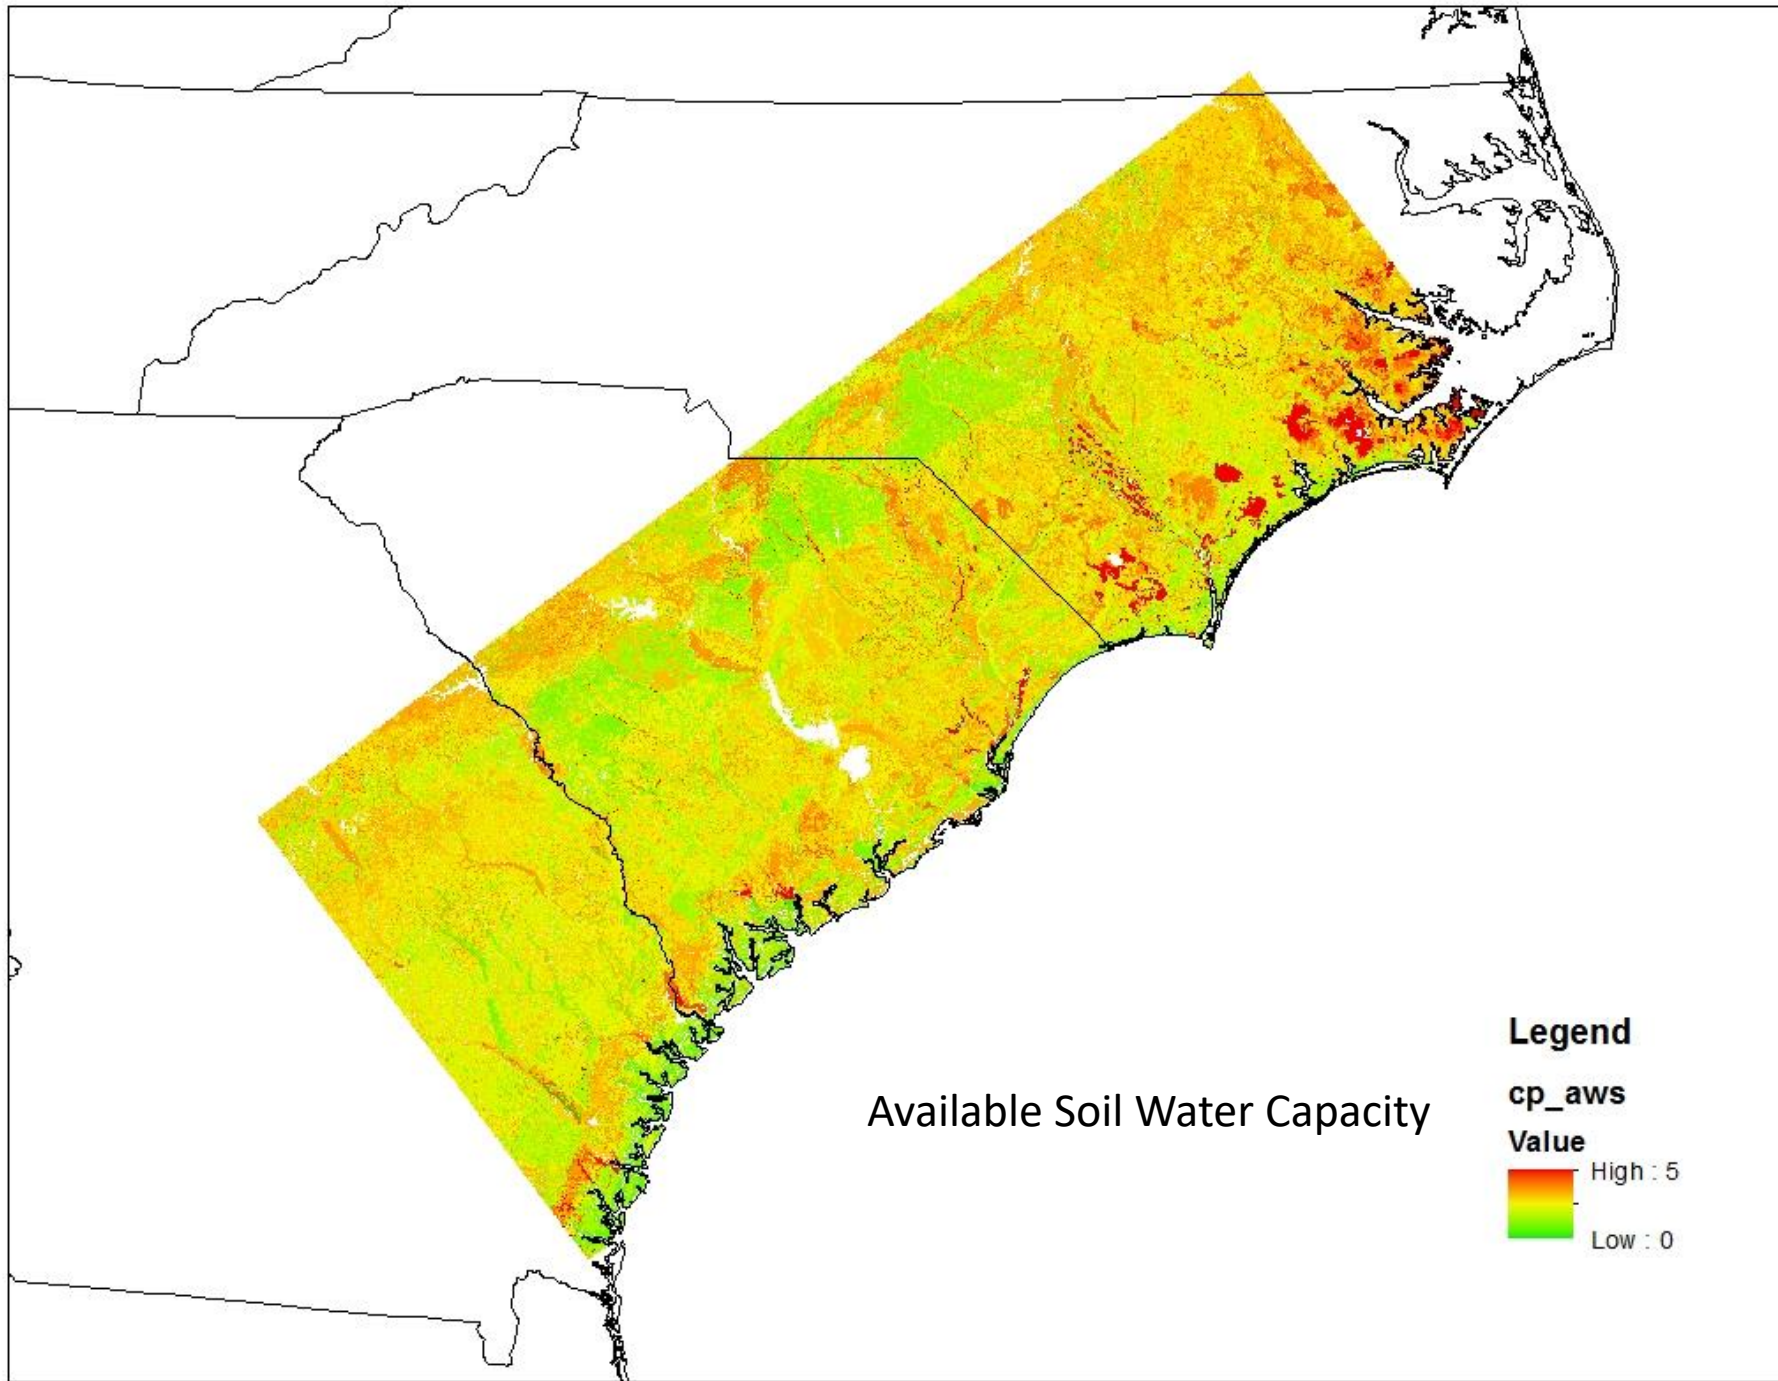 Available Soil Water Capacity
Legend
cp_aws
Value
High : 5
Low : 0